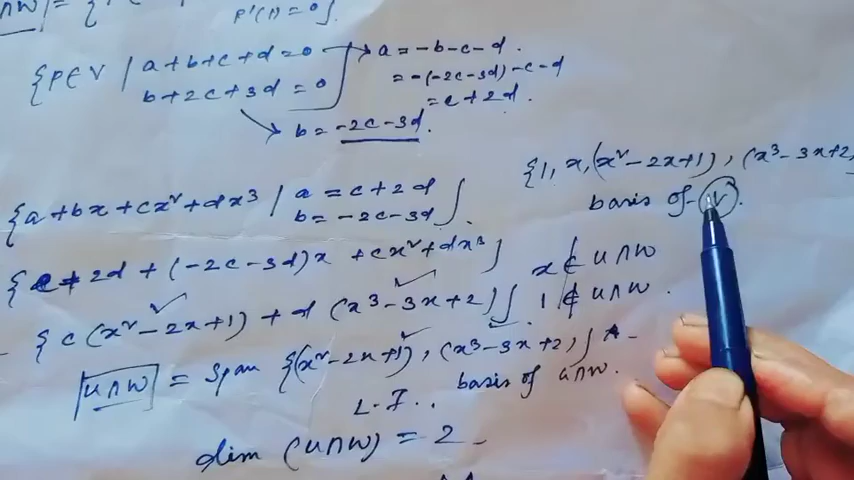 U∩W| = {
P'(1) = 0}.
{P∈V | a+b+c+d=0 → a = -b-c-d.
b+2c+3d = 0
= -(-2c-3d)-c-d
= c+2d.
b = -2c-3d.
{1, x, (x²-2x+1), (x³-3x+2
basis of V.
{a+bx+cx²+dx³ | a = c+2d
b = -2c-3d}.
{c+2d + (-2c-3d)x + cx²+dx³}
x ∉ U∩W
{c(x²-2x+1) + d(x³-3x+2)}.
1 ∉ U∩W.
|U∩W| = Span {(x²-2x+1), (x³-3x+2)}
basis of U∩W.
L.I..
dim (U∩W) = 2